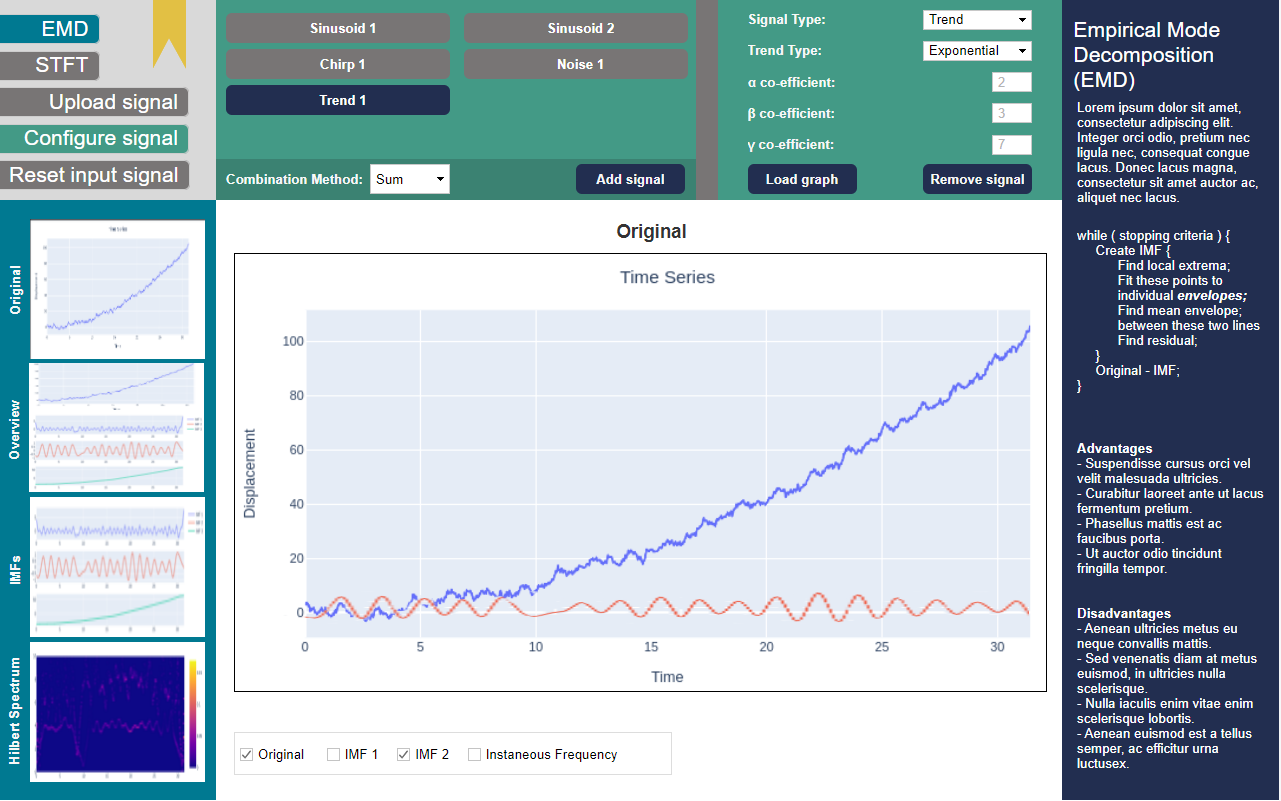 EMD
STFT
Upload signal
Configure signal
Reset input signal
Sinusoid 1
Sinusoid 2
Chirp 1
Noise 1
Trend 1
Combination Method:
Sum
Add signal
Signal Type:
Trend
Trend Type:
Exponential
α co-efficient:
2
β co-efficient:
3
γ co-efficient:
7
Load graph
Remove signal
Original
Overview
IMFs
Hilbert Spectrum
Original
Time Series
Displacement
100
80
60
40
20
0
0
5
10
15
20
25
30
Time
Original
IMF 1
IMF 2
Instaneous Frequency
Empirical Mode
Decomposition
(EMD)
Lorem ipsum dolor sit amet,
consectetur adipiscing elit.
Integer orci odio, pretium nec
ligula nec, consequat congue
lacus. Donec lacus magna,
consectetur sit amet auctor ac,
aliquet nec lacus.
while ( stopping criteria ) {
Create IMF {
Find local extrema;
Fit these points to
individual envelopes;
Find mean envelope;
between these two lines
Find residual;
}
Original - IMF;
}
Advantages
- Suspendisse cursus orci vel
velit malesuada ultricies.
- Curabitur laoreet ante ut lacus
fermentum pretium.
- Phasellus mattis est ac
faucibus porta.
- Ut auctor odio tincidunt
fringilla tempor.
Disadvantages
- Aenean ultricies metus eu
neque convallis mattis.
- Sed venenatis diam at metus
euismod, in ultricies nulla
scelerisque.
- Nulla iaculis enim vitae enim
scelerisque lobortis.
- Aenean euismod est a tellus
semper, ac efficitur urna
luctusex.